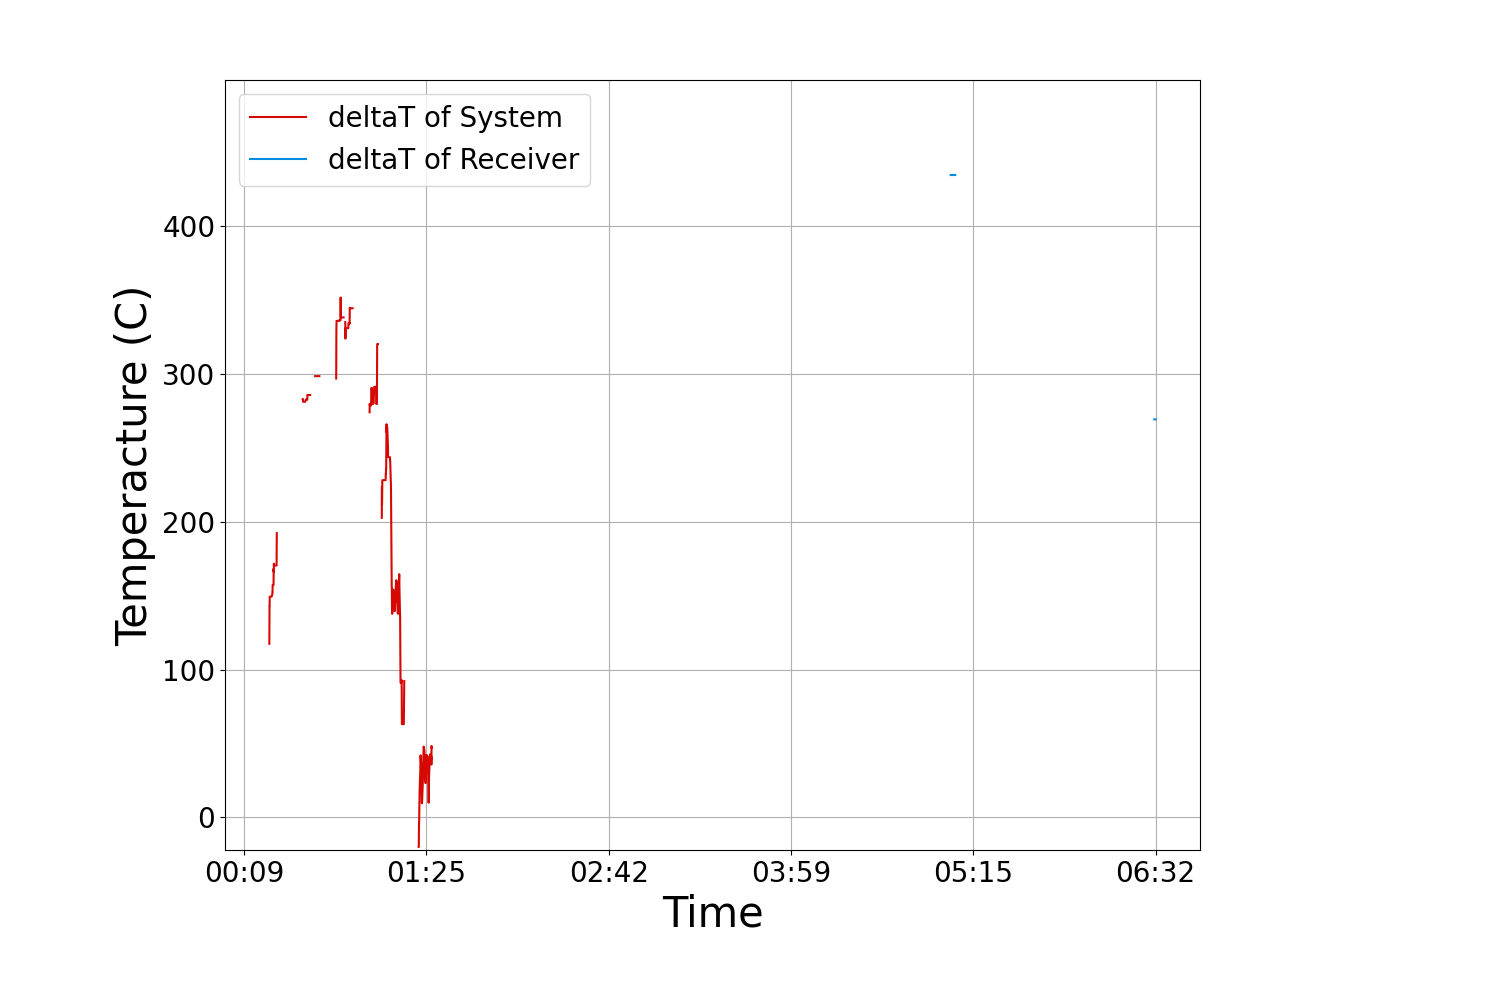 deltaT of System
deltaT of Receiver
400
300
200
100
0
Temperacture (C)
00:09 01:25 02:42 03:59 05:15 06:32
Time